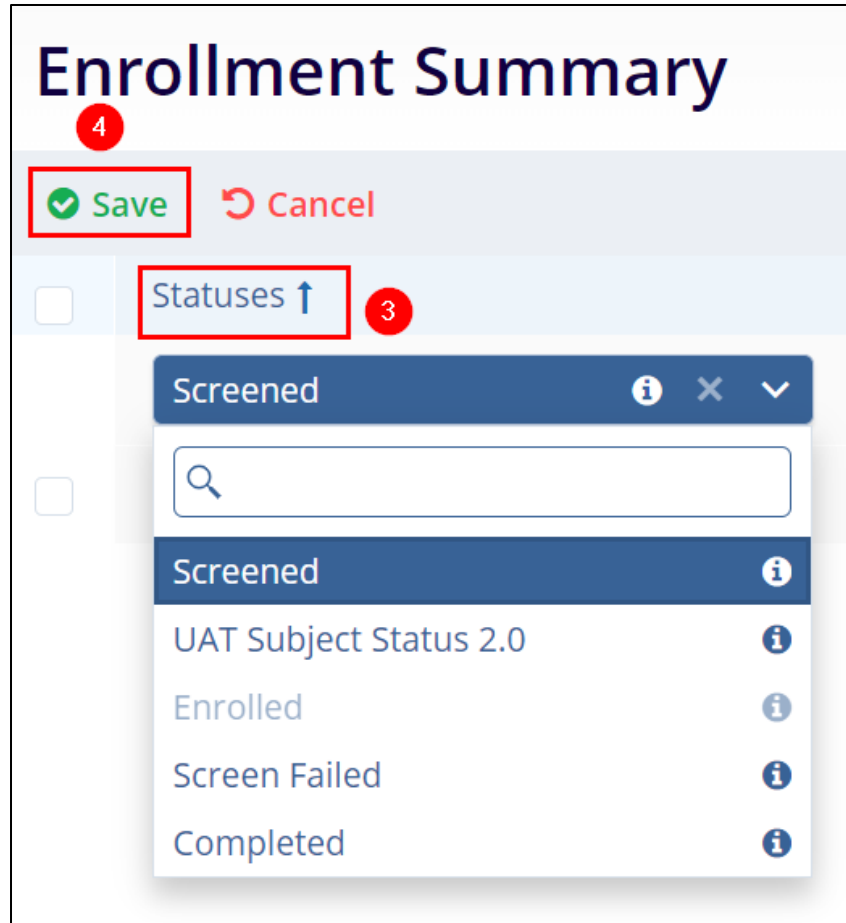 Enrollment Summary
4
Save Cancel
Statuses ↑
3
Screened
Screened
UAT Subject Status 2.0
Enrolled
Screen Failed
Completed